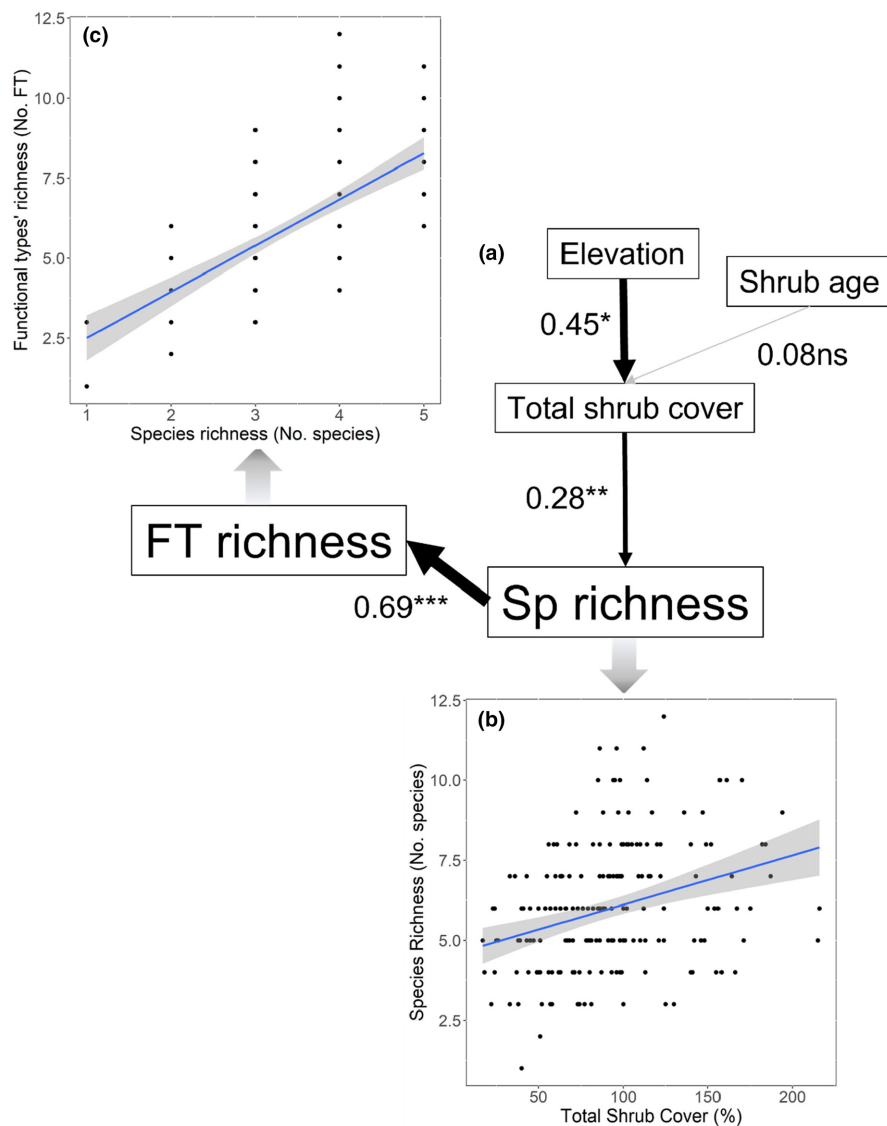 (c)
Functional types' richness (No. FT)
12.5
10.0
7.5
5.0
2.5
1 2 3 4 5
Species richness (No. species)
(a)
Elevation
Shrub age
0.45*
0.08ns
Total shrub cover
0.28**
FT richness
0.69***
Sp richness
(b)
Species Richness (No. species)
12.5
10.0
7.5
5.0
2.5
50 100 150 200
Total Shrub Cover (%)